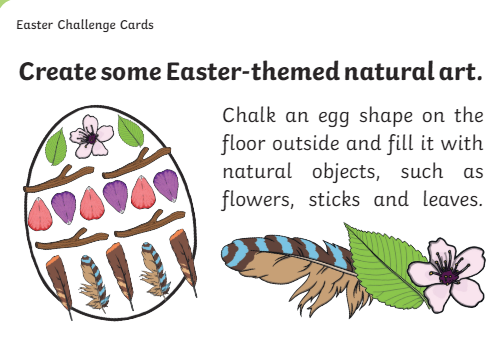 Easter Challenge Cards
Create some Easter-themed natural art.
Chalk an egg shape on the
floor outside and fill it with
natural objects, such as
flowers, sticks and leaves.